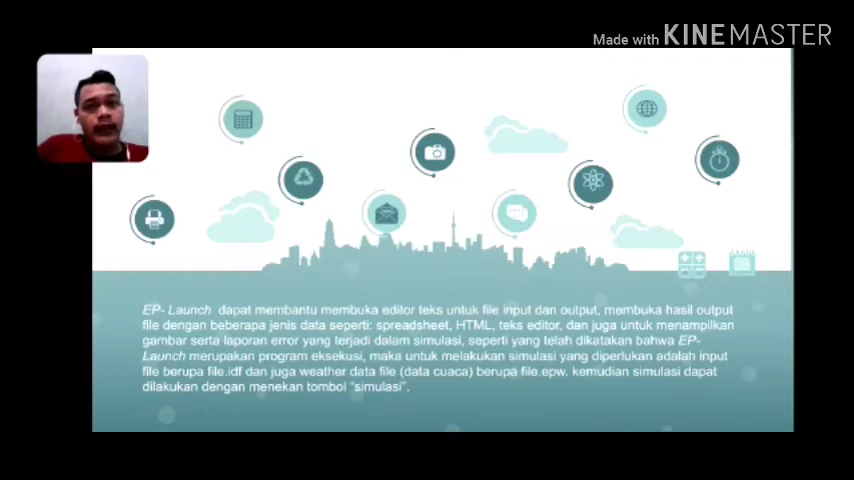 Made with KINEMASTER
EP- Launch dapat membantu membuka editor teks untuk file input dan output, membuka hasil output
file dengan beberapa jenis data seperti: spreadsheet, HTML, teks editor, dan juga untuk menampilkan
gambar serta laporan error yang terjadi dalam simulasi, seperti yang telah dikatakan bahwa EP-
Launch merupakan program eksekusi, maka untuk melakukan simulasi yang diperlukan adalah input
file berupa file.idf dan juga weather data file (data cuaca) berupa file.epw. kemudian simulasi dapat
dilakukan dengan menekan tombol “simulasi”.